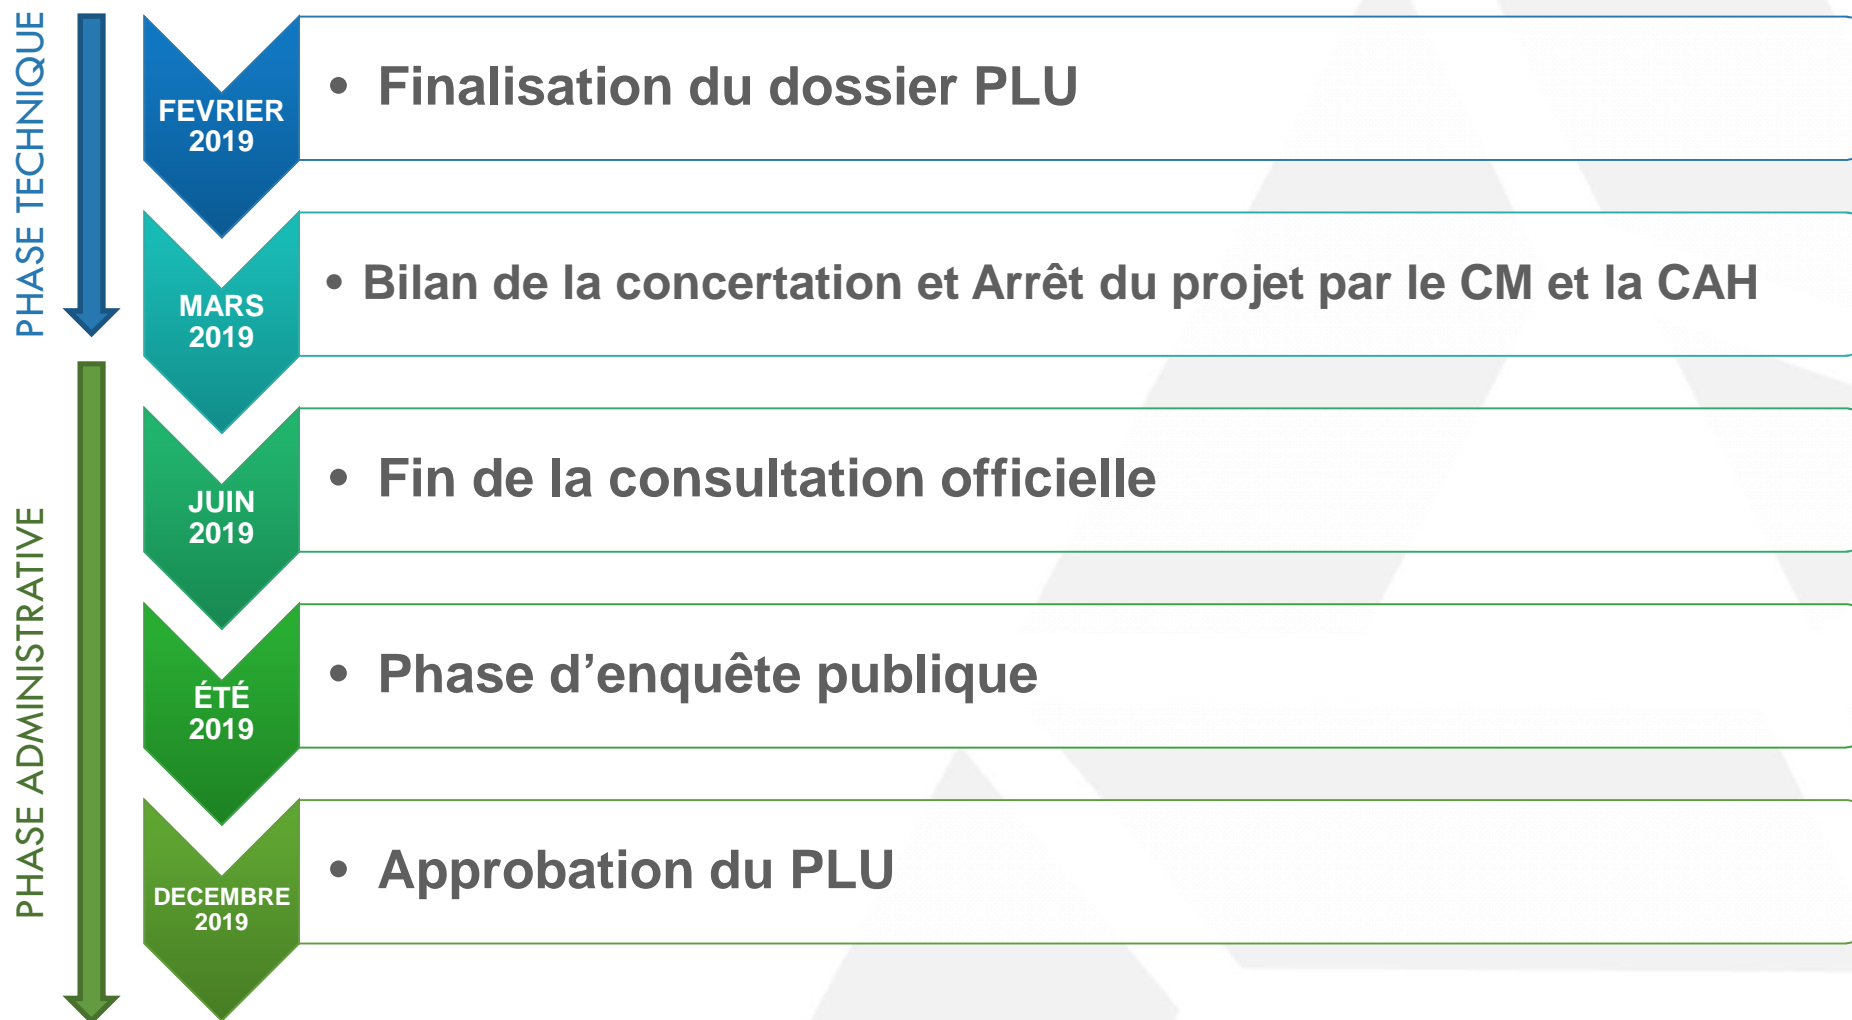 PHASE TECHNIQUE
FEVRIER
2019
• Finalisation du dossier PLU
MARS
2019
• Bilan de la concertation et Arrêt du projet par le CM et la CAH
PHASE ADMINISTRATIVE
JUIN
2019
• Fin de la consultation officielle
ÉTÉ
2019
• Phase d’enquête publique
DECEMBRE
2019
• Approbation du PLU